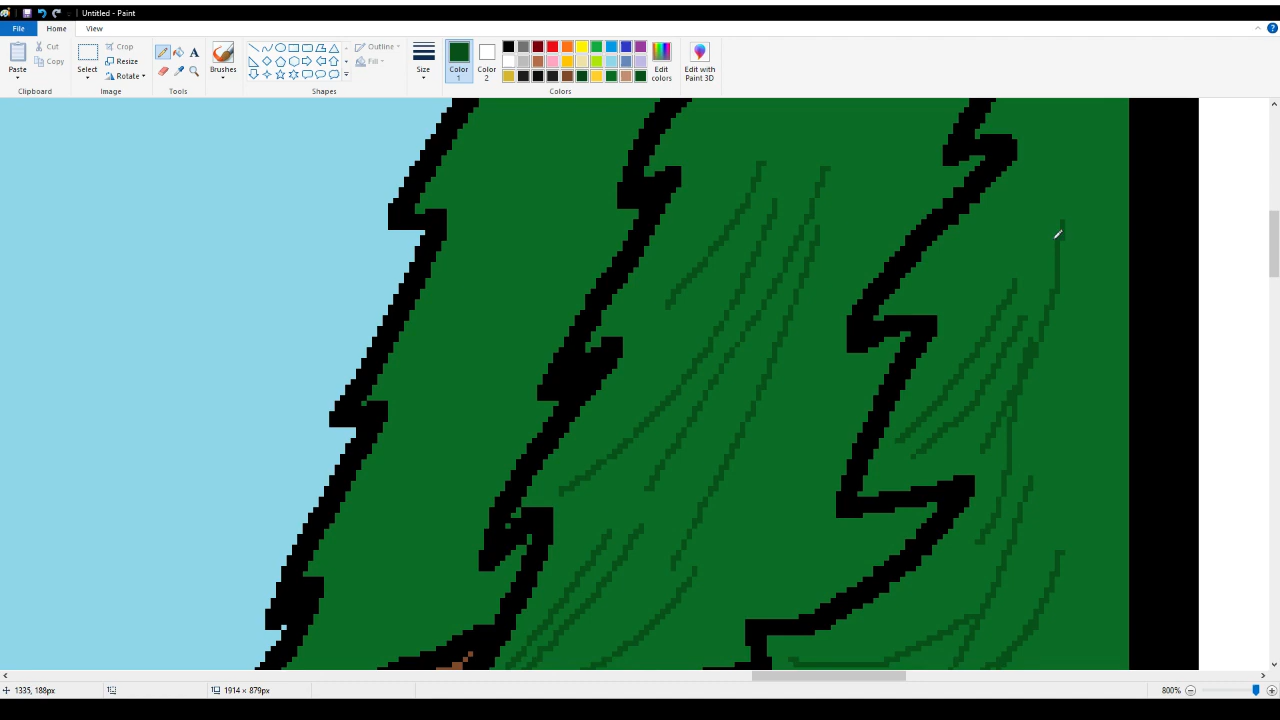 Untitled - Paint
File Home View
Paste
Cut
Copy
Clipboard
Select
Crop
Resize
Rotate
Image
A
Tools
Brushes
Outline
Fill
Shapes
Size
Color 1
Color 2
Edit colors
Colors
Edit with Paint 3D
1335, 188px
1914 × 879px
800%